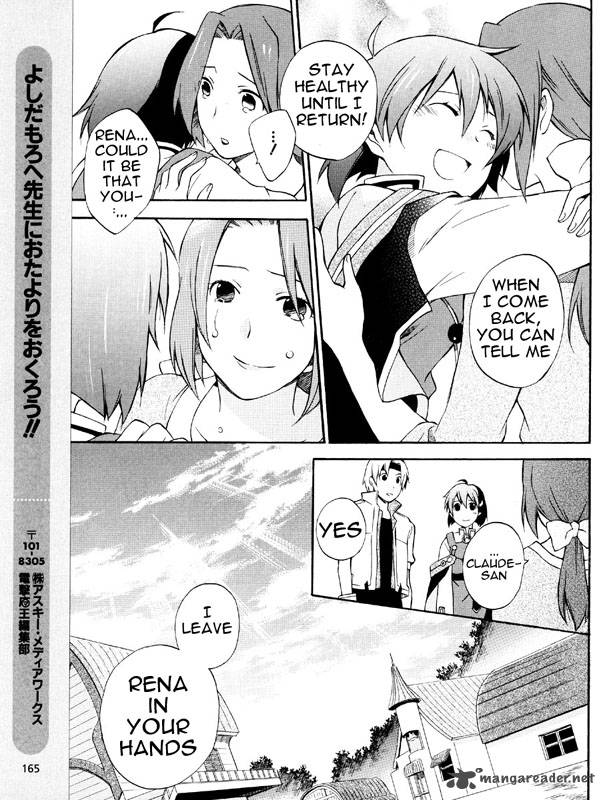 STAY
HEALTHY
UNTIL I
RETURN!
WHEN
I COME
BACK,
YOU CAN
TELL ME
...
RENA...
COULD
IT BE
THAT
YOU-
...
CLAUDE-
SAN
YES
I
LEAVE
RENA
IN
YOUR
HANDS
よしだもろへ先生におたよりをおくろう!!
〒101-8305
㈱アスキー・メディアワークス
電撃G's王編集部
165
mangareader.net